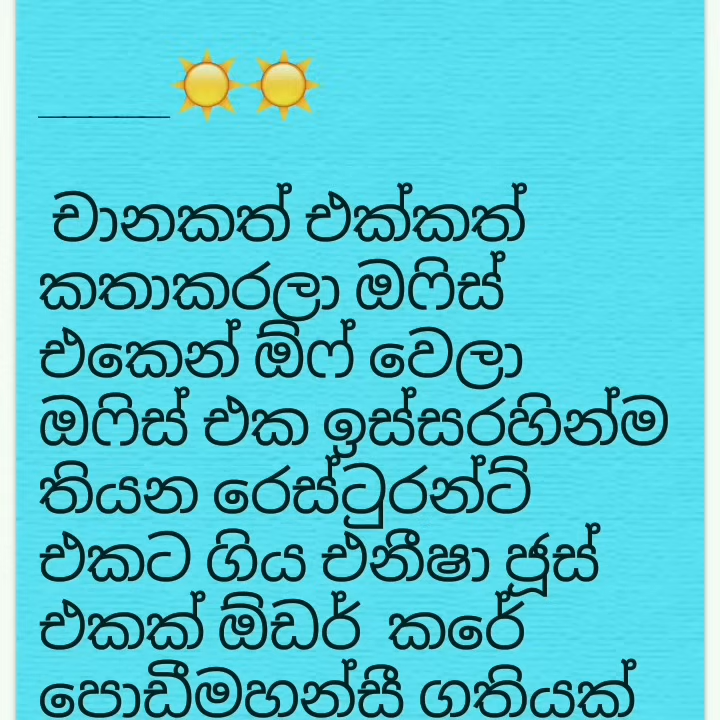 _____☀️☀️
චානකත් එක්කත්
කතාකරලා ඔෆිස්
එකෙන් ඕෆ් වෙලා
ඔෆිස් එක ඉස්සරහින්ම
තියන රෙස්ටුරන්ට්
එකට ගිය එනීෂා ජූස්
එකක් ඕඩර් කරේ
පොඩීමහන්සී ගතියක්